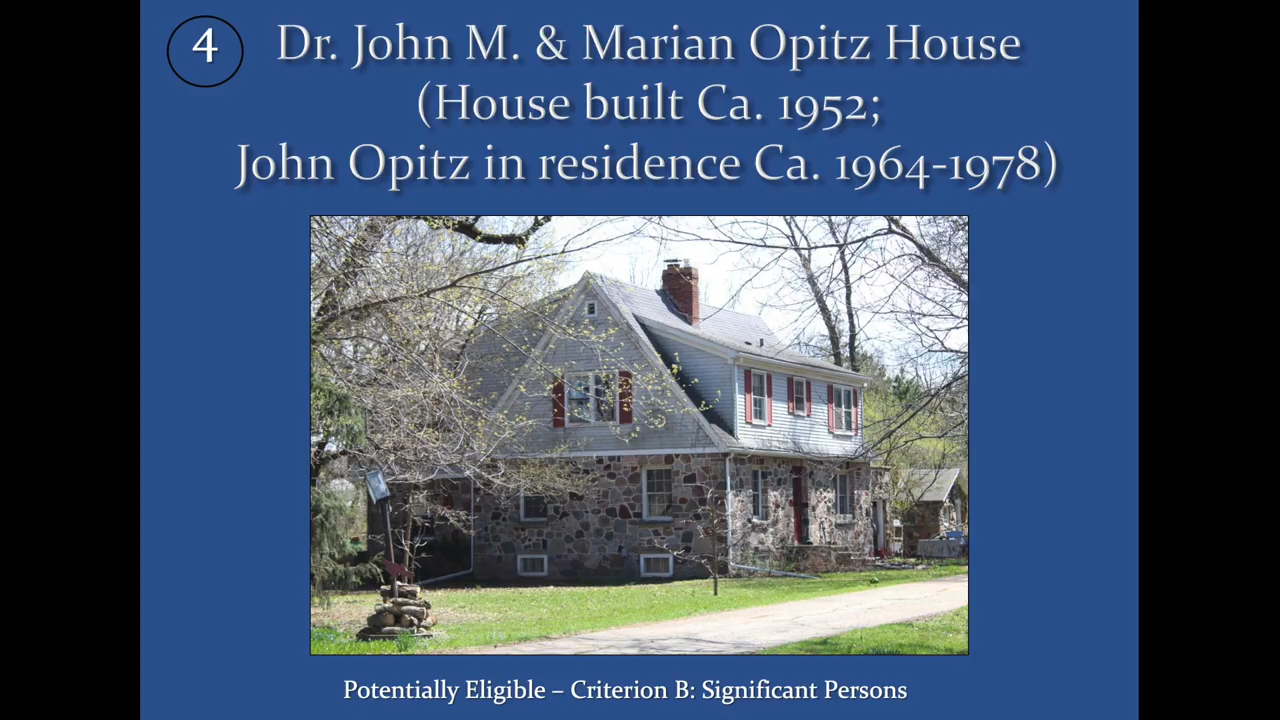 4
Dr. John M. & Marian Opitz House
(House built Ca. 1952;
John Opitz in residence Ca. 1964-1978)
Potentially Eligible – Criterion B: Significant Persons